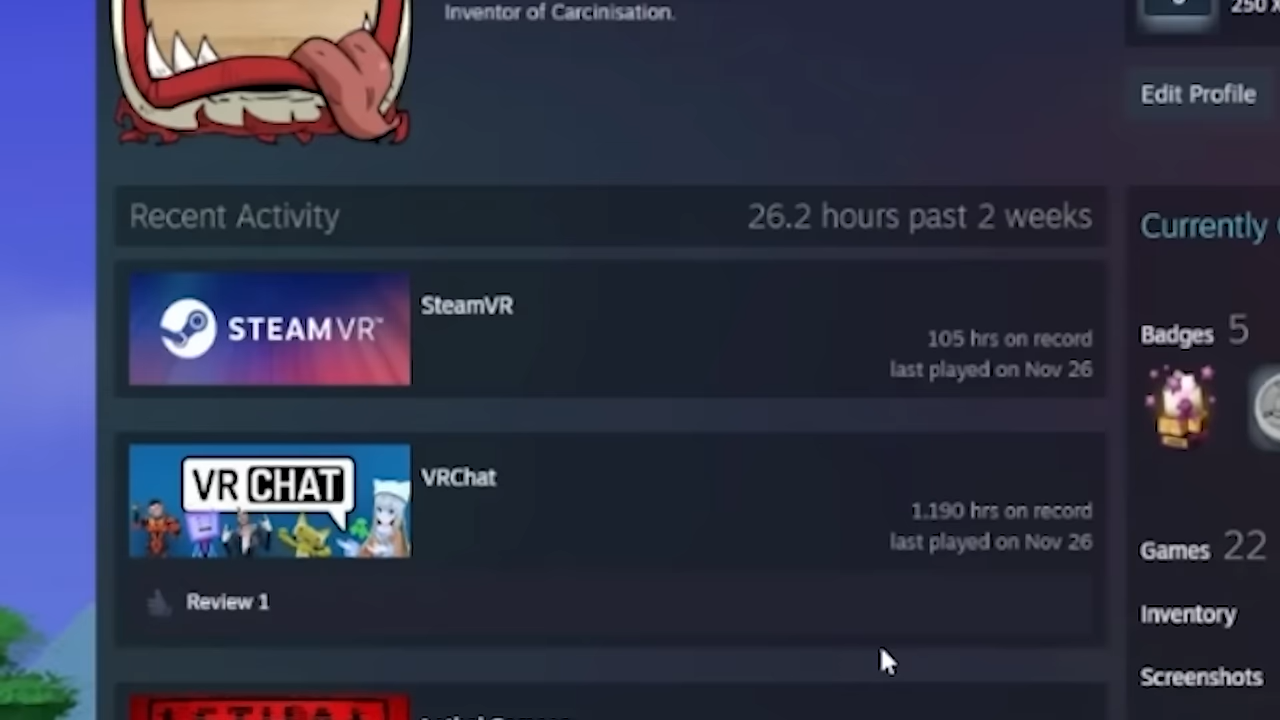 Inventor of Carcinisation.
250 X
Edit Profile
Recent Activity
26.2 hours past 2 weeks
Currently
STEAMVR™
SteamVR
105 hrs on record
last played on Nov 26
Badges 5
VR CHAT
VRChat
1,190 hrs on record
last played on Nov 26
Review 1
Games 22
Inventory
Screenshots